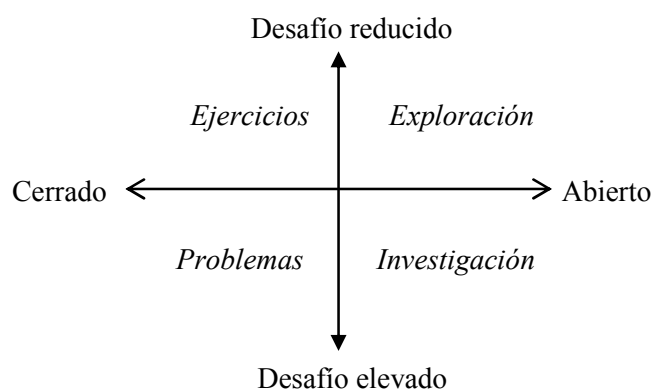 Desafío reducido
Ejercicios Exploración
Cerrado Abierto
Problemas Investigación
Desafío elevado